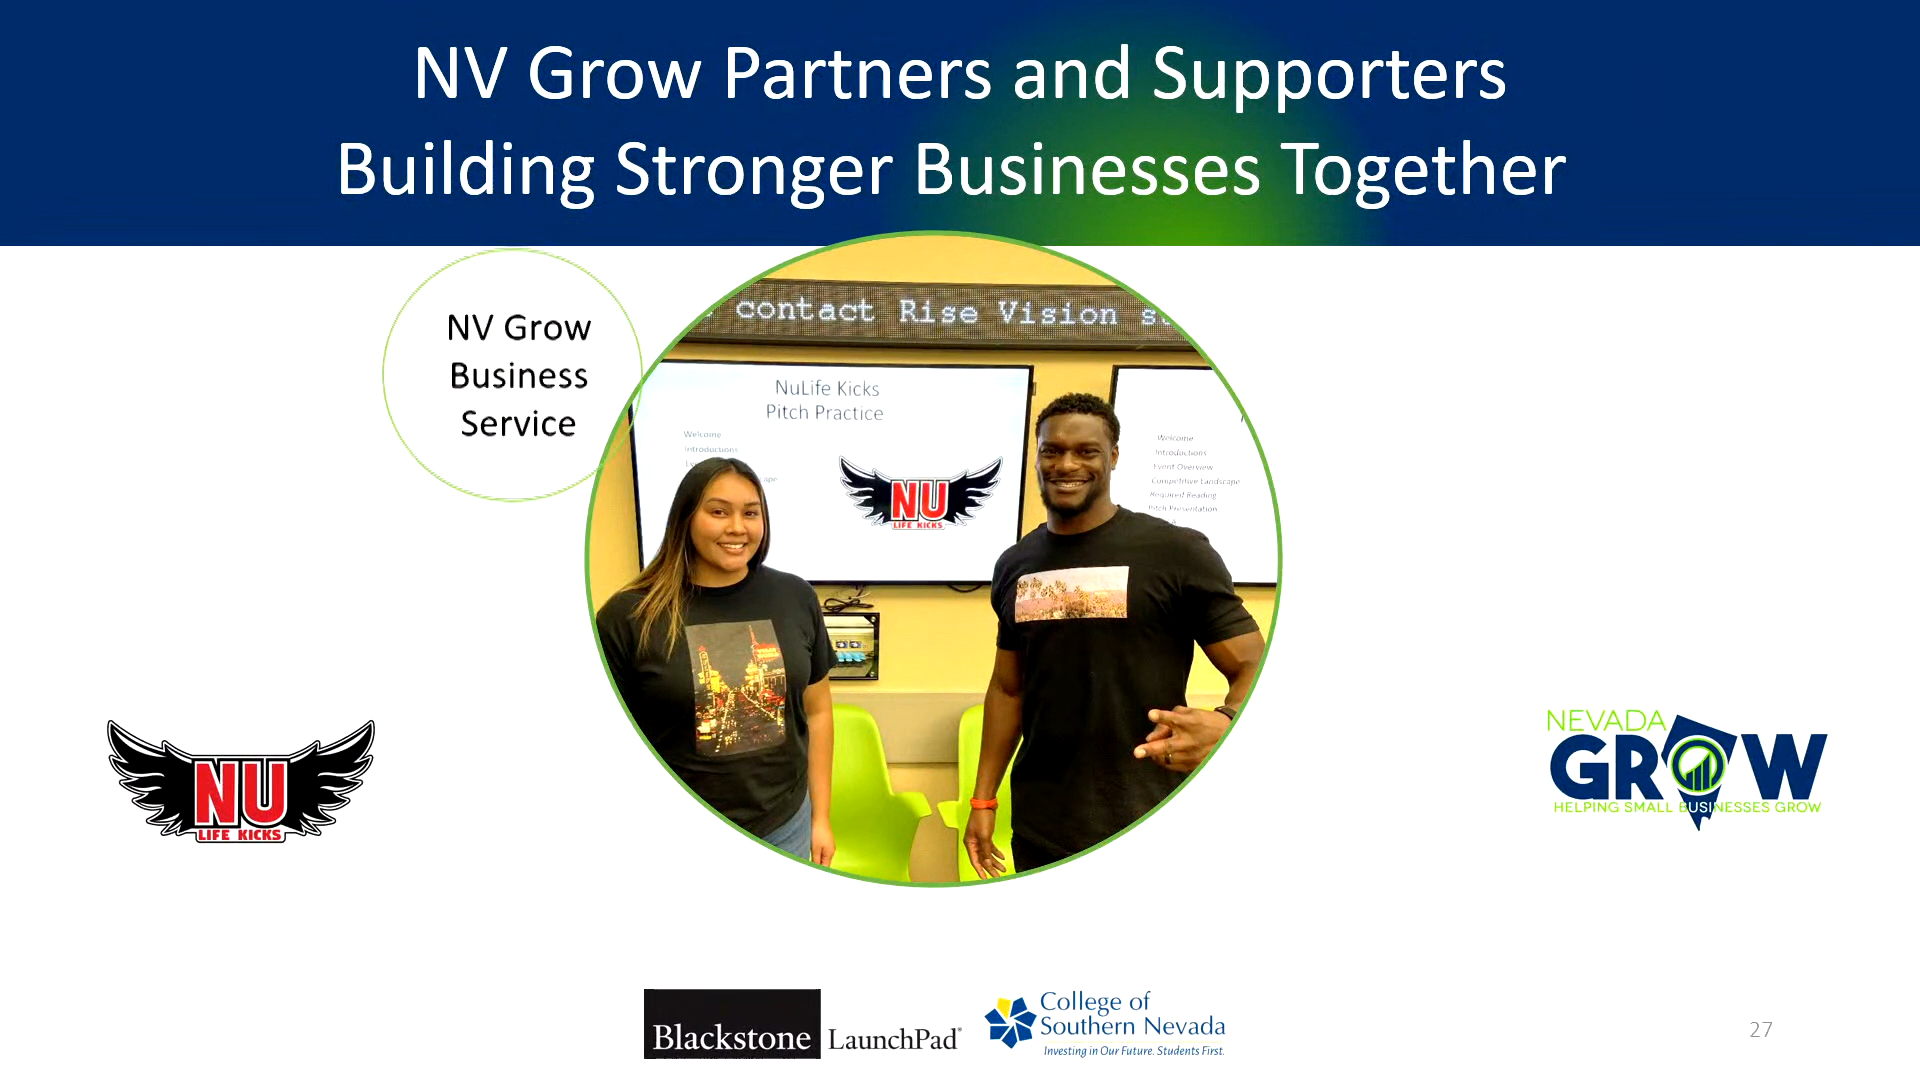 NV Grow Partners and Supporters
Building Stronger Businesses Together
NV Grow
Business
Service
contact Rise Vision
NuLife Kicks
Pitch Practice
Welcome
Introductions
NU
LIFE KICKS
Welcome
Introductions
Event Overview
Competitive Landscape
Required Reading
Pitch Presentation
NU
LIFE KICKS
NEVADA
GROW
HELPING SMALL BUSINESSES GROW
Blackstone LaunchPad
College of
Southern Nevada
Investing in Our Future. Students First.
27